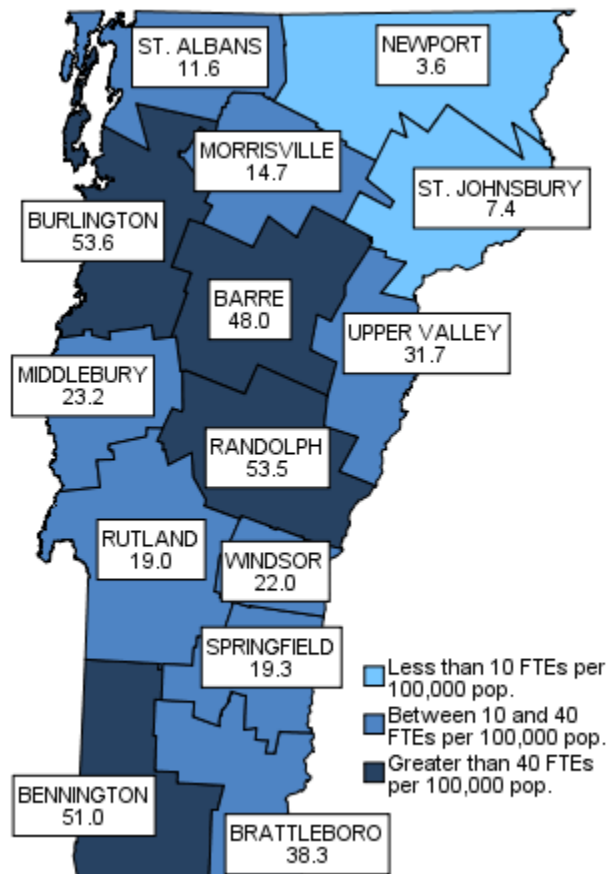 ST. ALBANS
11.6
NEWPORT
3.6
MORRISVILLE
14.7
ST. JOHNSBURY
7.4
BURLINGTON
53.6
BARRE
48.0
UPPER VALLEY
31.7
MIDDLEBURY
23.2
RANDOLPH
53.5
RUTLAND
19.0
WINDSOR
22.0
SPRINGFIELD
19.3
Less than 10 FTEs per
100,000 pop.
Between 10 and 40
FTEs per 100,000 pop.
Greater than 40 FTEs
per 100,000 pop.
BENNINGTON
51.0
BRATTLEBORO
38.3